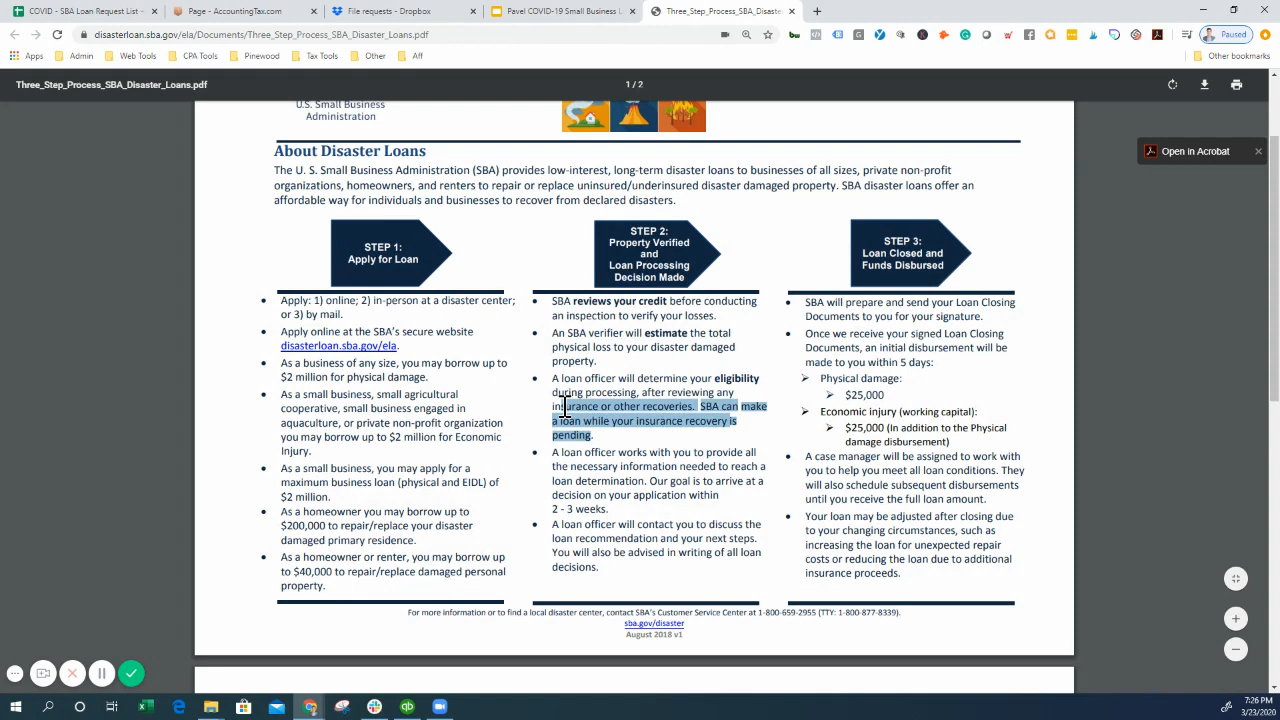 COVID - SBA Request List -
Page - AccountingTax.com
File requests - Dropbox
Pavel COVID-19 Small Business L
Three_Step_Process_SBA_Disaster_
disasterloan.sba.gov/ela/Documents/Three_Step_Process_SBA_Disaster_Loans.pdf
Paused
Apps
Admin
Web Tools
CPA Tools
Pinewood
Tax Tools
Other
Aff
Other bookmarks
Three_Step_Process_SBA_Disaster_Loans.pdf
1 / 2
Open in Acrobat
U.S. Small Business
Administration
About Disaster Loans
The U. S. Small Business Administration (SBA) provides low-interest, long-term disaster loans to businesses of all sizes, private non-profit
organizations, homeowners, and renters to repair or replace uninsured/underinsured disaster damaged property. SBA disaster loans offer an
affordable way for individuals and businesses to recover from declared disasters.
STEP 1:
Apply for Loan
• Apply: 1) online; 2) in-person at a disaster center;
or 3) by mail.
• Apply online at the SBA's secure website
disasterloan.sba.gov/ela.
• As a business of any size, you may borrow up to
$2 million for physical damage.
• As a small business, small agricultural
cooperative, small business engaged in
aquaculture, or private non-profit organization
you may borrow up to $2 million for Economic
Injury.
• As a small business, you may apply for a
maximum business loan (physical and EIDL) of
$2 million.
• As a homeowner you may borrow up to
$200,000 to repair/replace your disaster
damaged primary residence.
• As a homeowner or renter, you may borrow up
to $40,000 to repair/replace damaged personal
property.
STEP 2:
Property Verified
and
Loan Processing
Decision Made
• SBA reviews your credit before conducting
an inspection to verify your losses.
• An SBA verifier will estimate the total
physical loss to your disaster damaged
property.
• A loan officer will determine your eligibility
during processing, after reviewing any
insurance or other recoveries. SBA can make
a loan while your insurance recovery is
pending.
• A loan officer works with you to provide all
the necessary information needed to reach a
loan determination. Our goal is to arrive at a
decision on your application within
2 - 3 weeks.
• A loan officer will contact you to discuss the
loan recommendation and your next steps.
You will also be advised in writing of all loan
decisions.
STEP 3:
Loan Closed and
Funds Disbursed
• SBA will prepare and send your Loan Closing
Documents to you for your signature.
• Once we receive your signed Loan Closing
Documents, an initial disbursement will be
made to you within 5 days:
➢ Physical damage:
➢ $25,000
➢ Economic injury (working capital):
➢ $25,000 (In addition to the Physical
damage disbursement)
• A case manager will be assigned to work with
you to help you meet all loan conditions. They
will also schedule subsequent disbursements
until you receive the full loan amount.
• Your loan may be adjusted after closing due
to your changing circumstances, such as
increasing the loan for unexpected repair
costs or reducing the loan due to additional
insurance proceeds.
For more information or to find a local disaster center, contact SBA's Customer Service Center at 1-800-659-2955 (TTY: 1-800-877-8339).
sba.gov/disaster
August 2018 v1
7:26 PM
3/23/2020